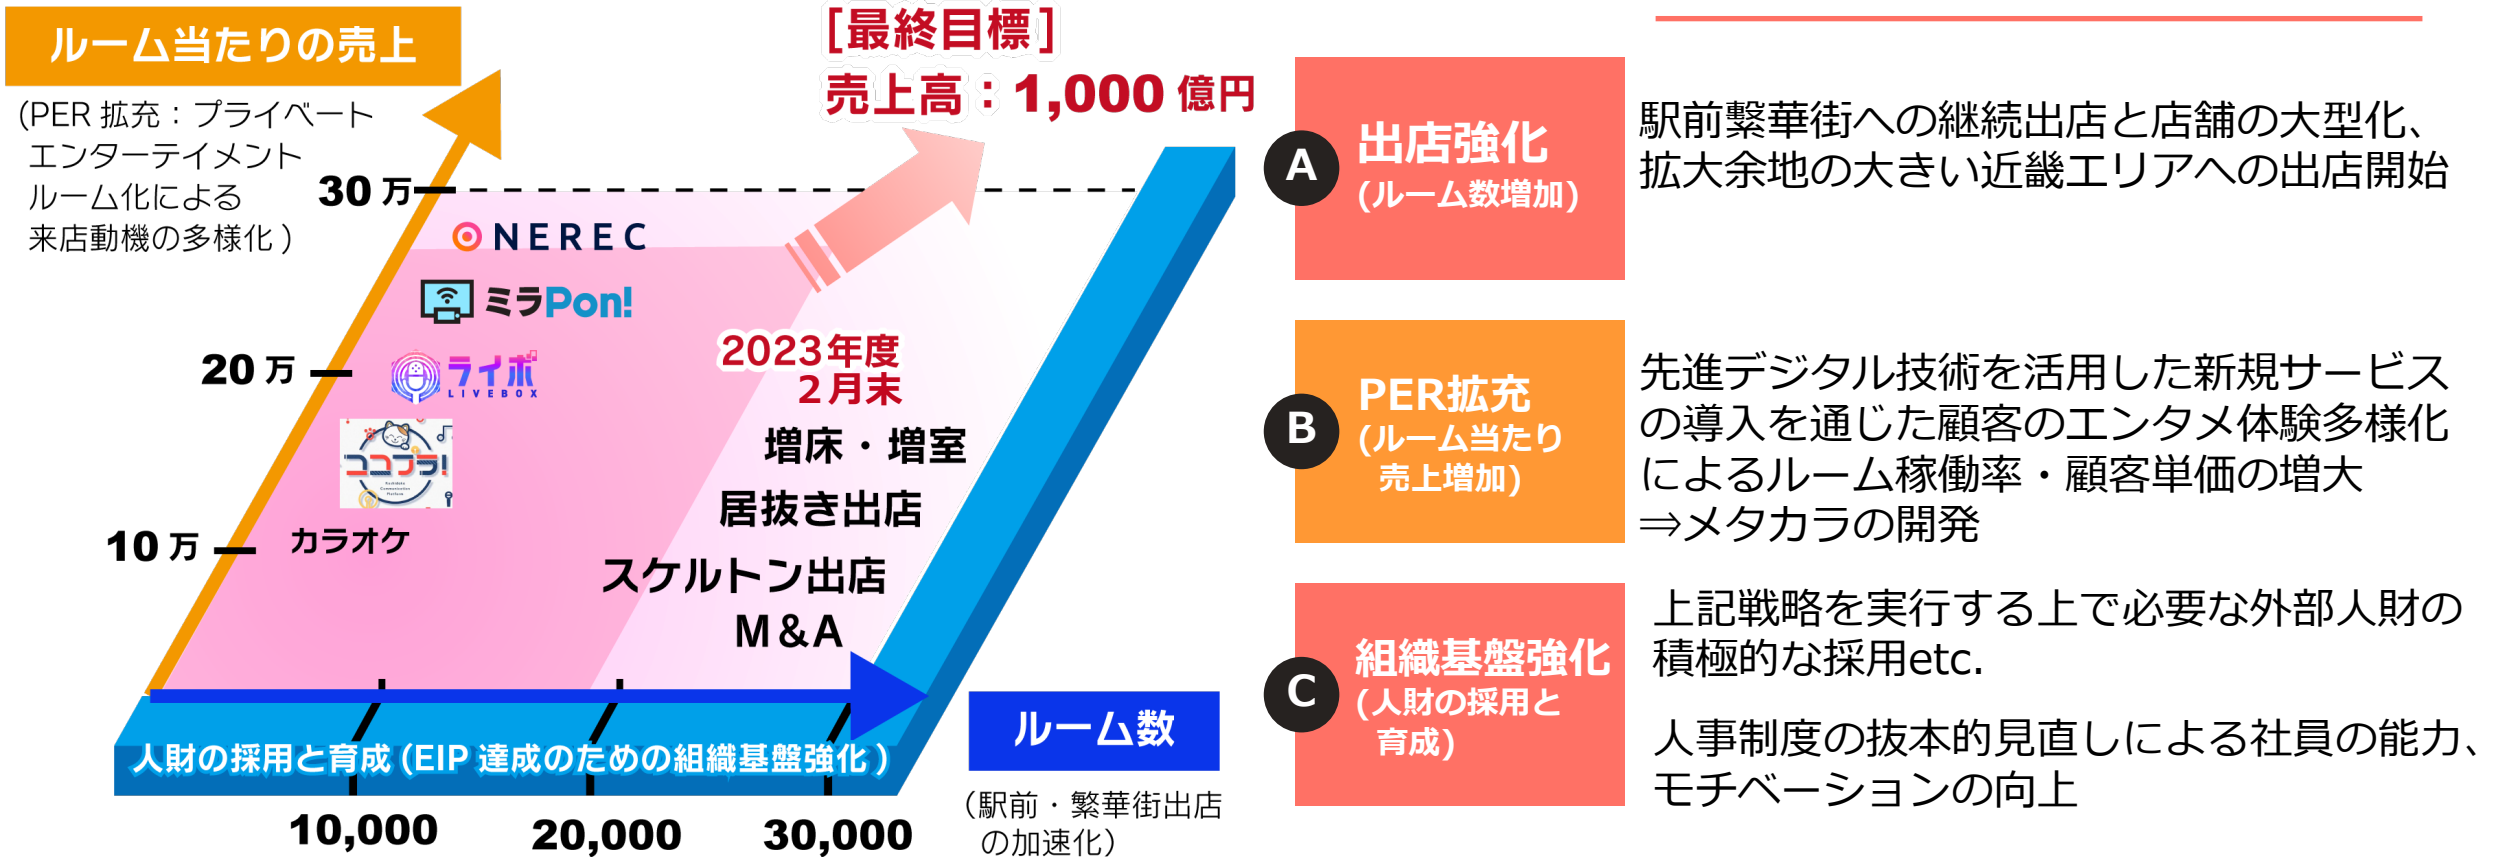 ルーム当たりの売上
（PER 拡充：プライベート
エンターテイメント
ルーム化による
来店動機の多様化 ）
[最終目標]
売上高：1,000 億円
30 万
20 万
10 万
NEREC
ミラPon!
ライボ
LIVEBOX
ココプラ!
Koshidaka
Communication
Platform
カラオケ
2023年度
2月末
増床・増室
居抜き出店
スケルトン出店
M＆A
人財の採用と育成（EIP 達成のための組織基盤強化 ）
10,000
20,000
30,000
ルーム数
（駅前・繁華街出店
の加速化）
A
出店強化
(ルーム数増加)
駅前繫華街への継続出店と店舗の大型化、
拡大余地の大きい近畿エリアへの出店開始
B
PER拡充
(ルーム当たり
売上増加)
先進デジタル技術を活用した新規サービス
の導入を通じた顧客のエンタメ体験多様化
によるルーム稼働率・顧客単価の増大
⇒メタカラの開発
C
組織基盤強化
(人財の採用と
育成)
上記戦略を実行する上で必要な外部人財の
積極的な採用etc.
人事制度の抜本的見直しによる社員の能力、
モチベーションの向上